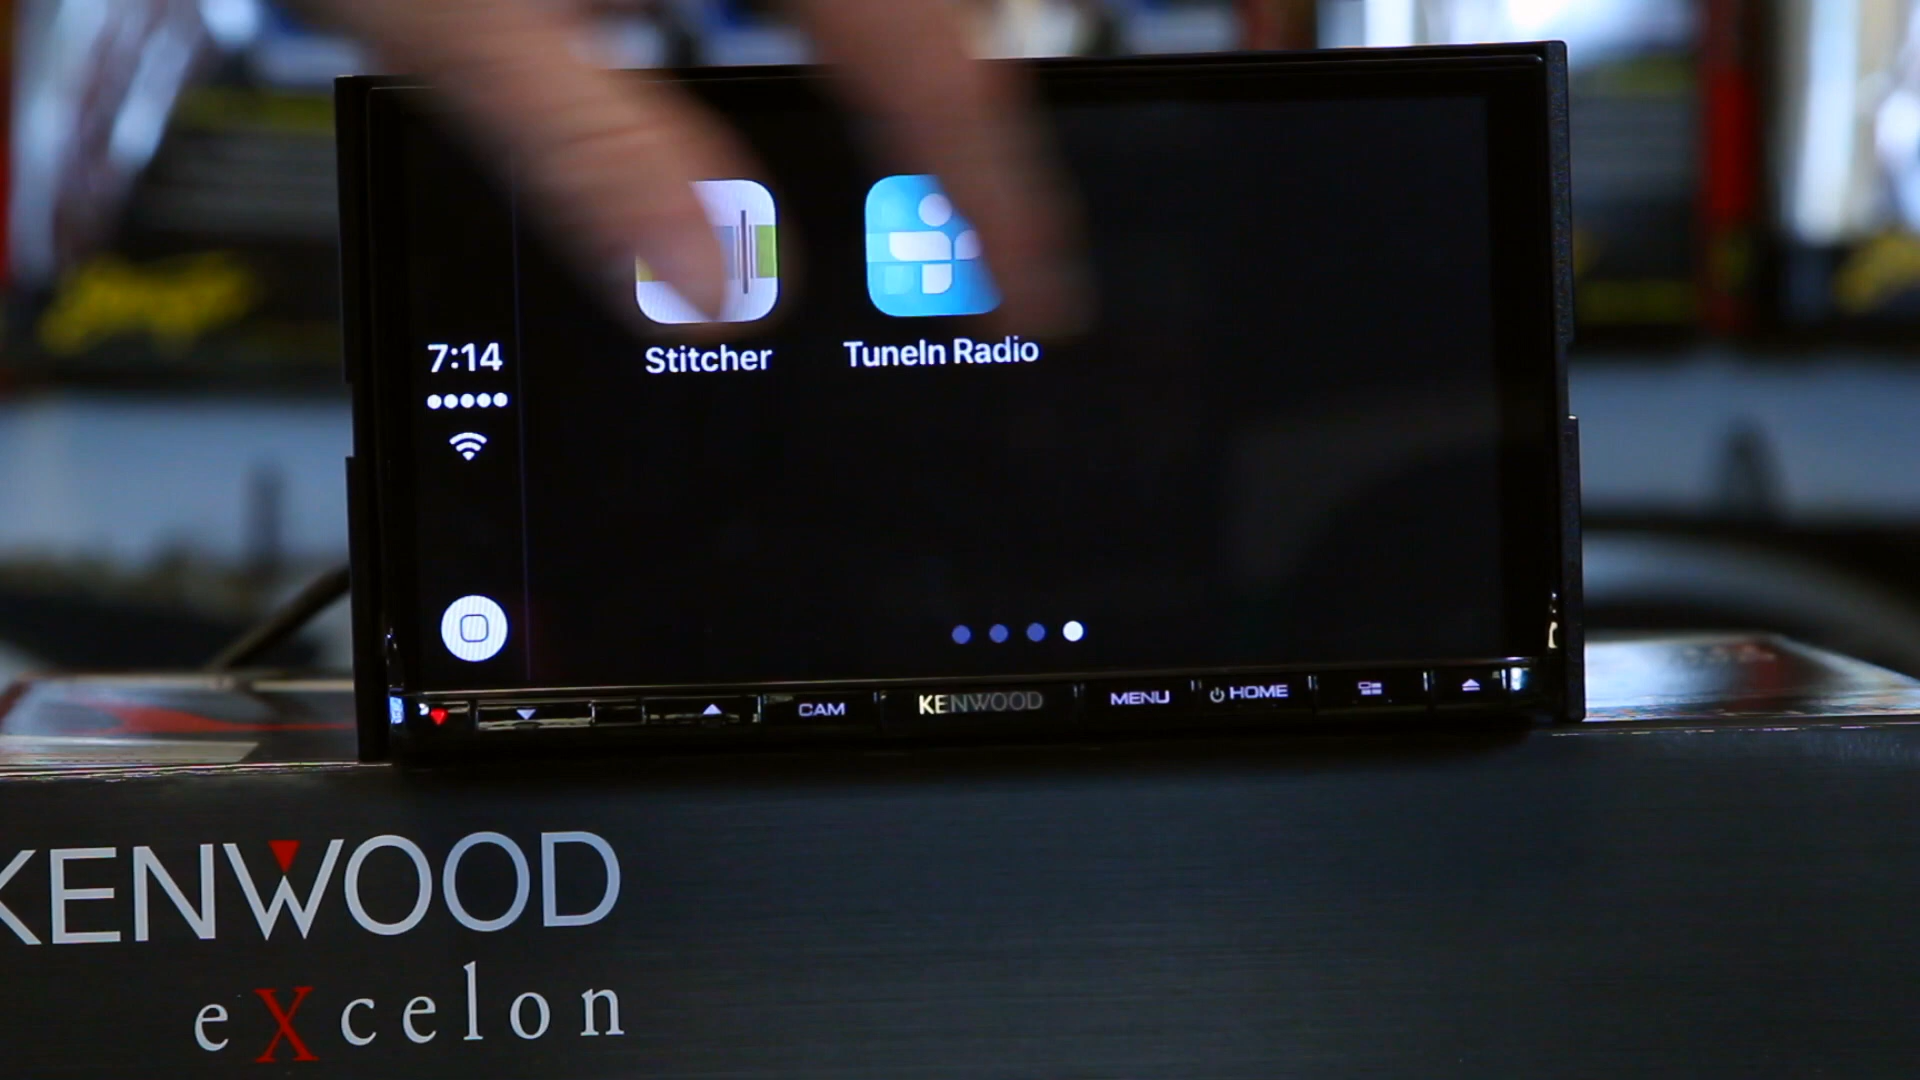 Stitcher
TuneIn Radio
7:14
CAM
KENWOOD
MENU
HOME
KENWOOD
eXcelon